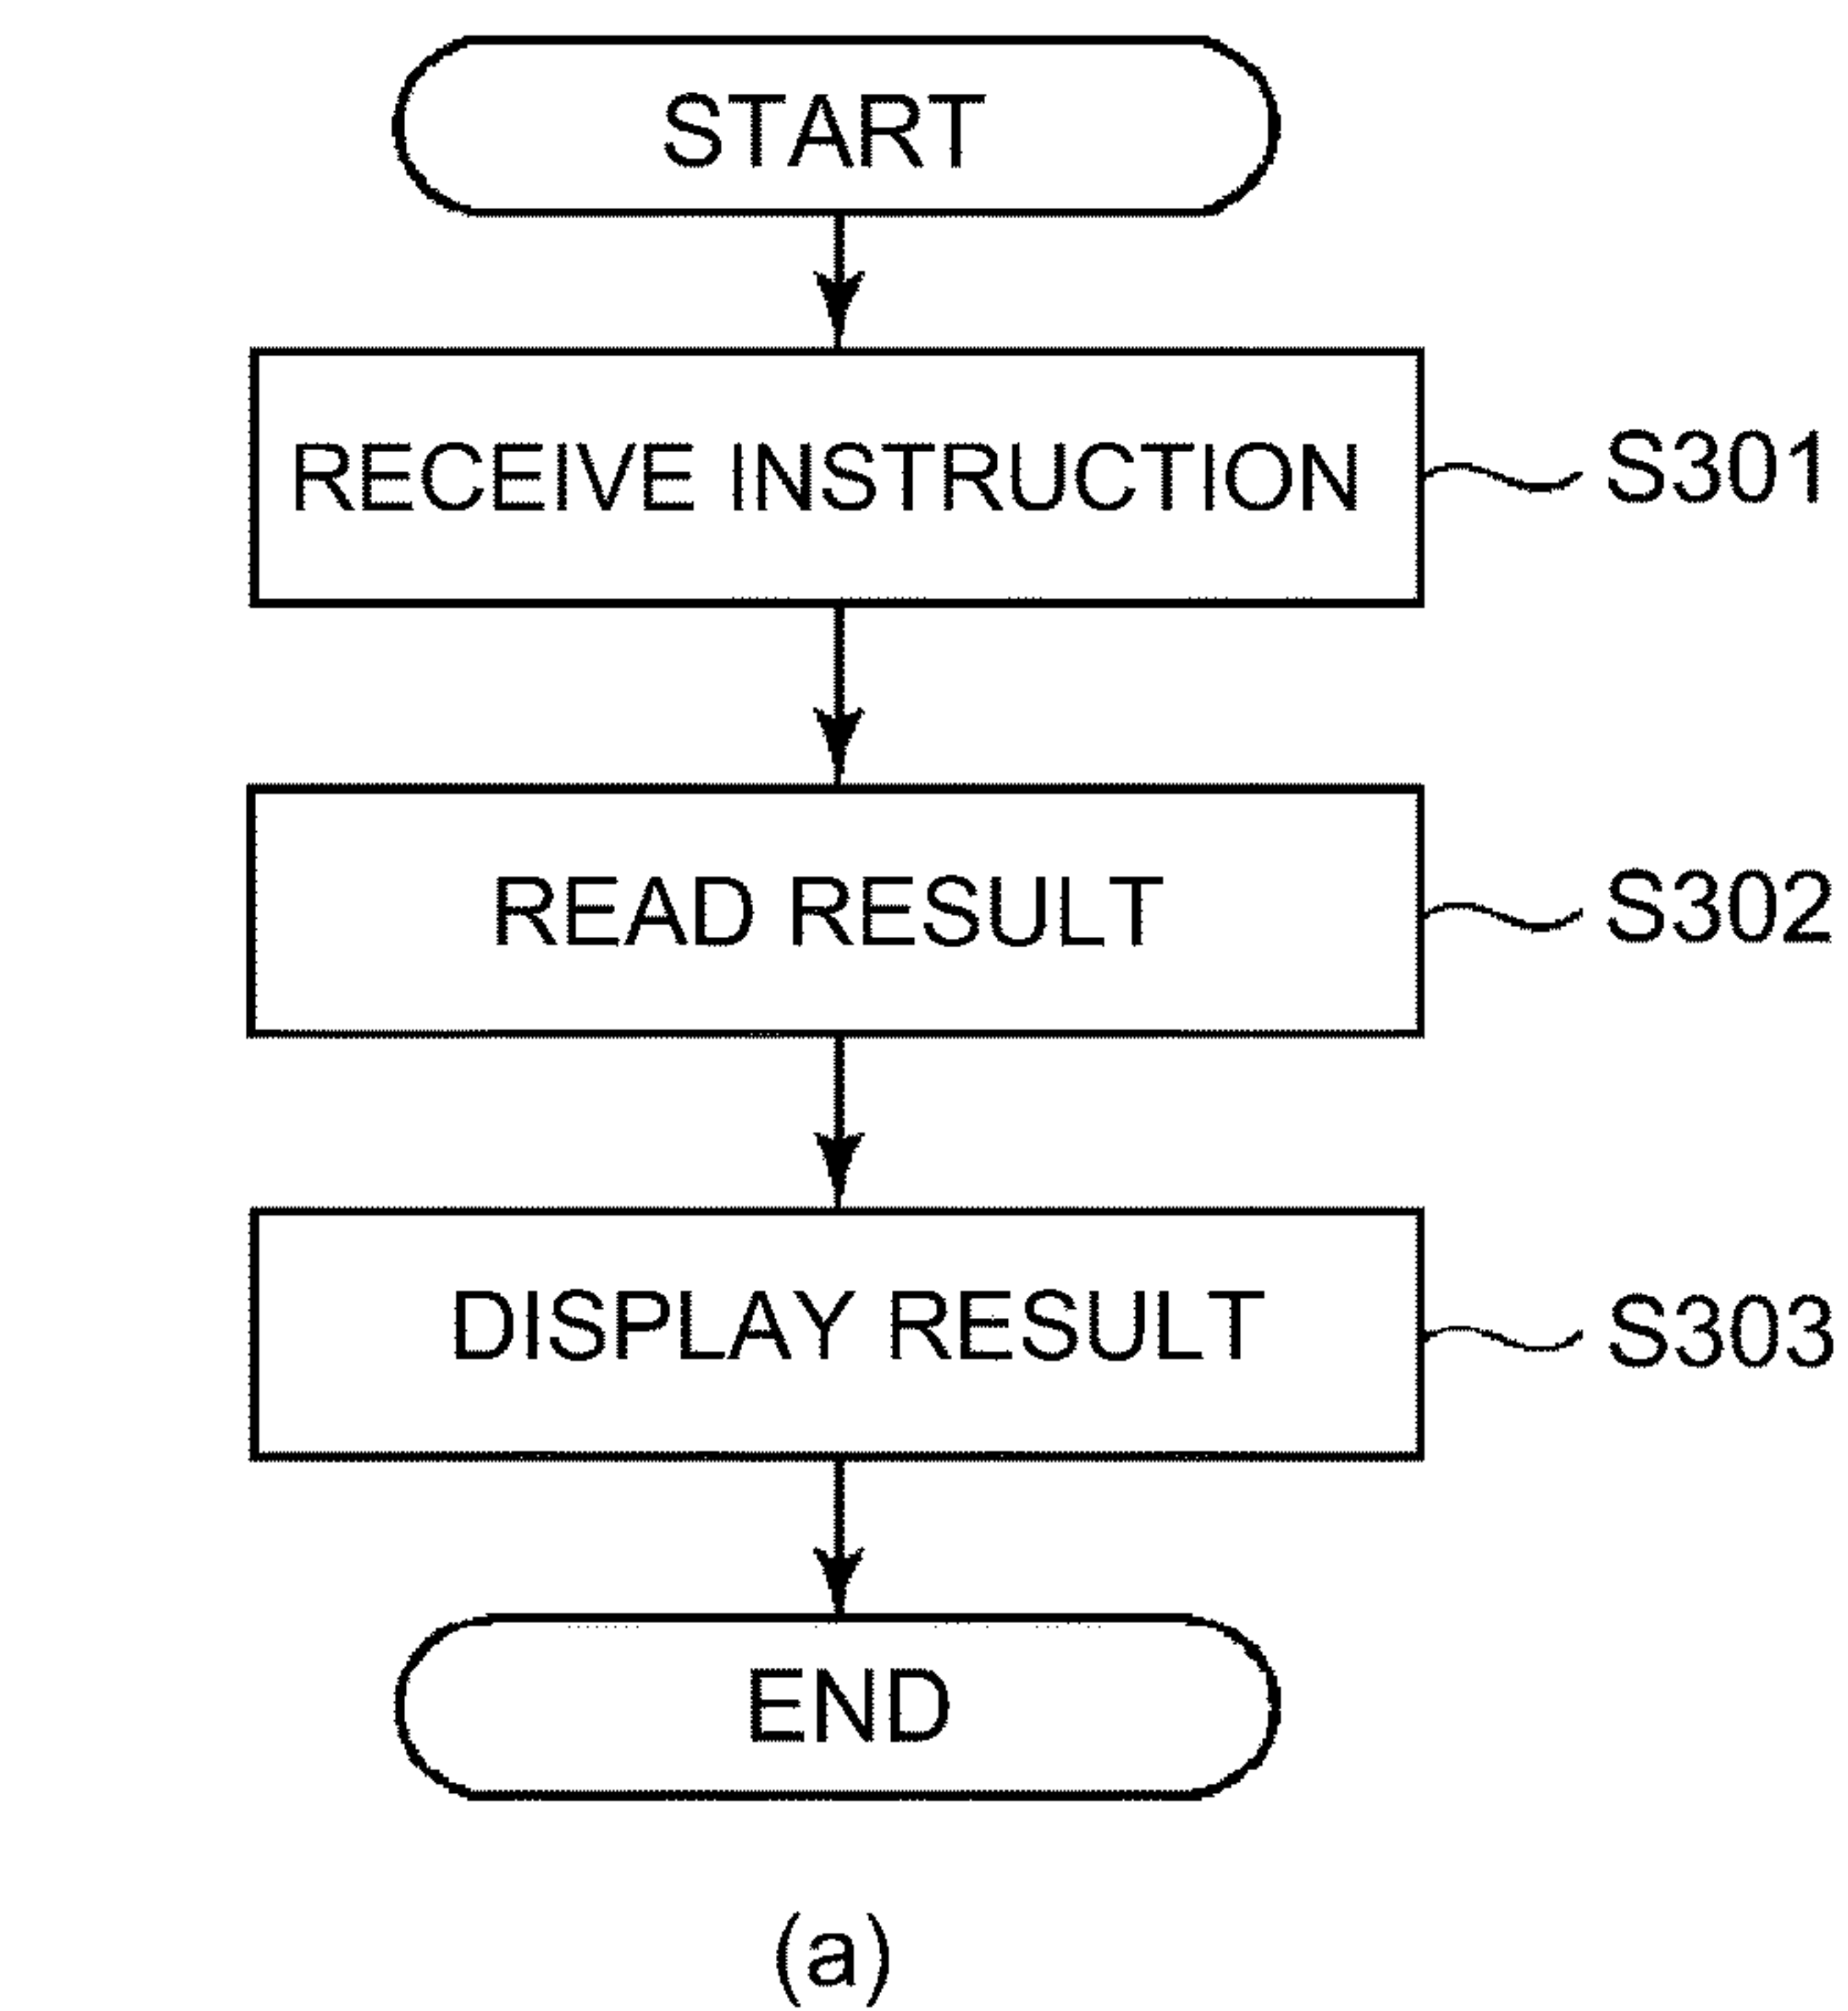 START
RECEIVE INSTRUCTION
S301
READ RESULT
S302
DISPLAY RESULT
S303
END
(a)